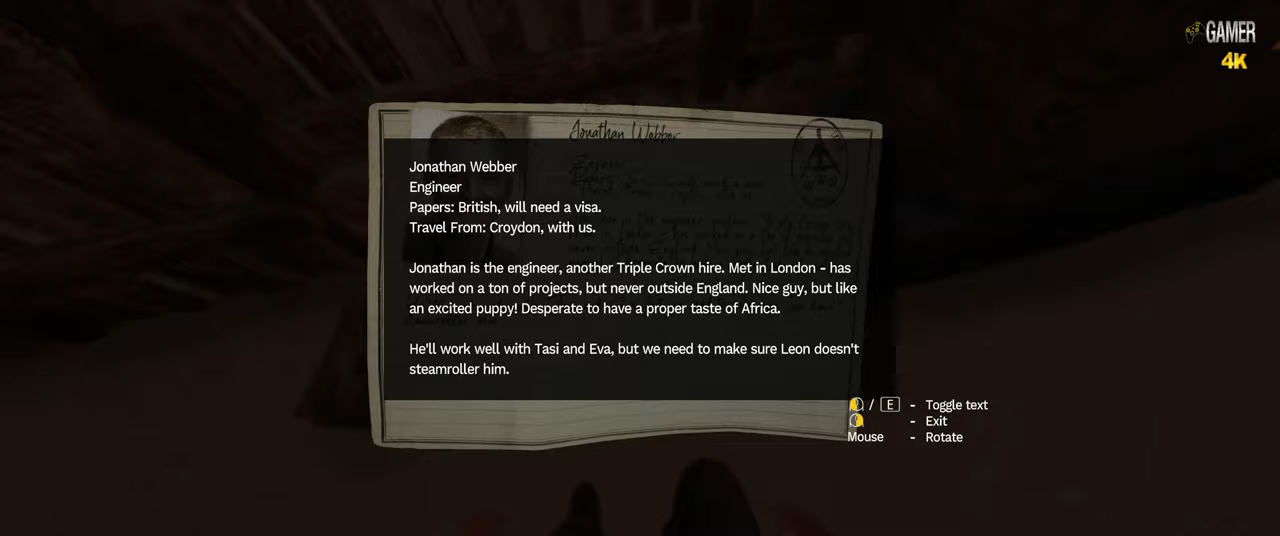 GAMER
4K
Jonathan Webber
Jonathan Webber
Engineer
Papers: British, will need a visa.
Travel From: Croydon, with us.
Jonathan is the engineer, another Triple Crown hire. Met in London - has
worked on a ton of projects, but never outside England. Nice guy, but like
an excited puppy! Desperate to have a proper taste of Africa.
He'll work well with Tasi and Eva, but we need to make sure Leon doesn't
steamroller him.
/ E - Toggle text
- Exit
Mouse - Rotate